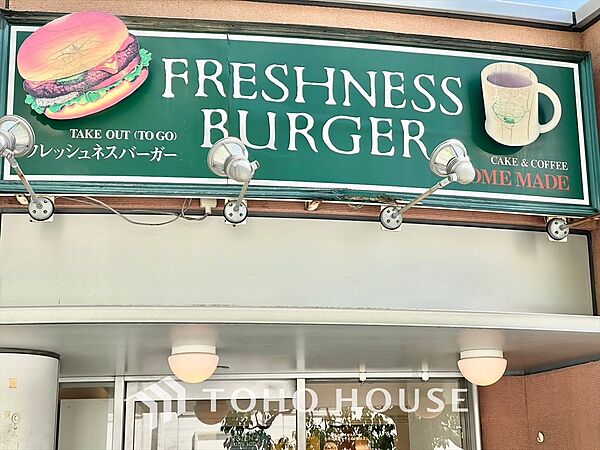 FRESHNESS
BURGER
TAKE OUT (TO GO)
フレッシュネスバーガー
CAKE & COFFEE
HOME MADE
TOHO HOUSE